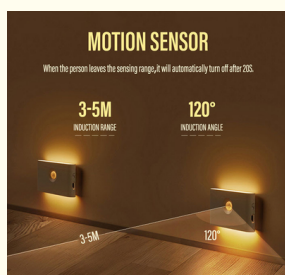 MOTION SENSOR
When the person leaves the sensing range,it will automatically turn off after 20S.
3-5M
INDUCTION RANGE
120°
INDUCTION ANGLE
3-5M
120°